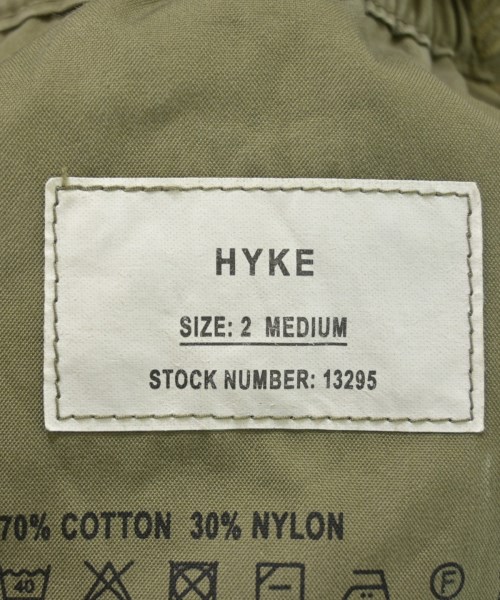 HYKE
SIZE: 2 MEDIUM
STOCK NUMBER: 13295
70% COTTON 30% NYLON
40 F